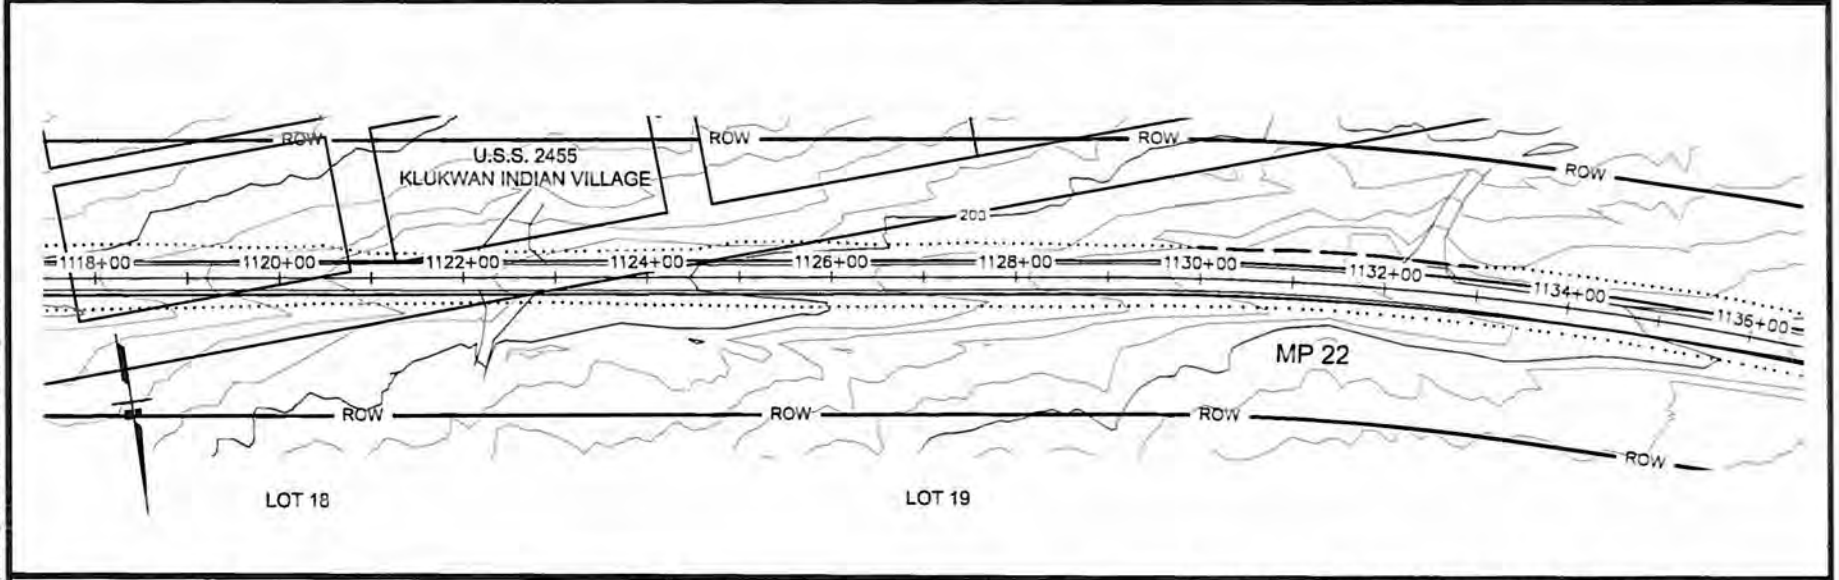 ROW
ROW
ROW
ROW
U.S.S. 2455
KLUKWAN INDIAN VILLAGE
200
1118+00
1120+00
1122+00
1124+00
1126+00
1128+00
1130+00
1132+00
1134+00
1136+00
MP 22
ROW
ROW
ROW
ROW
LOT 18
LOT 19